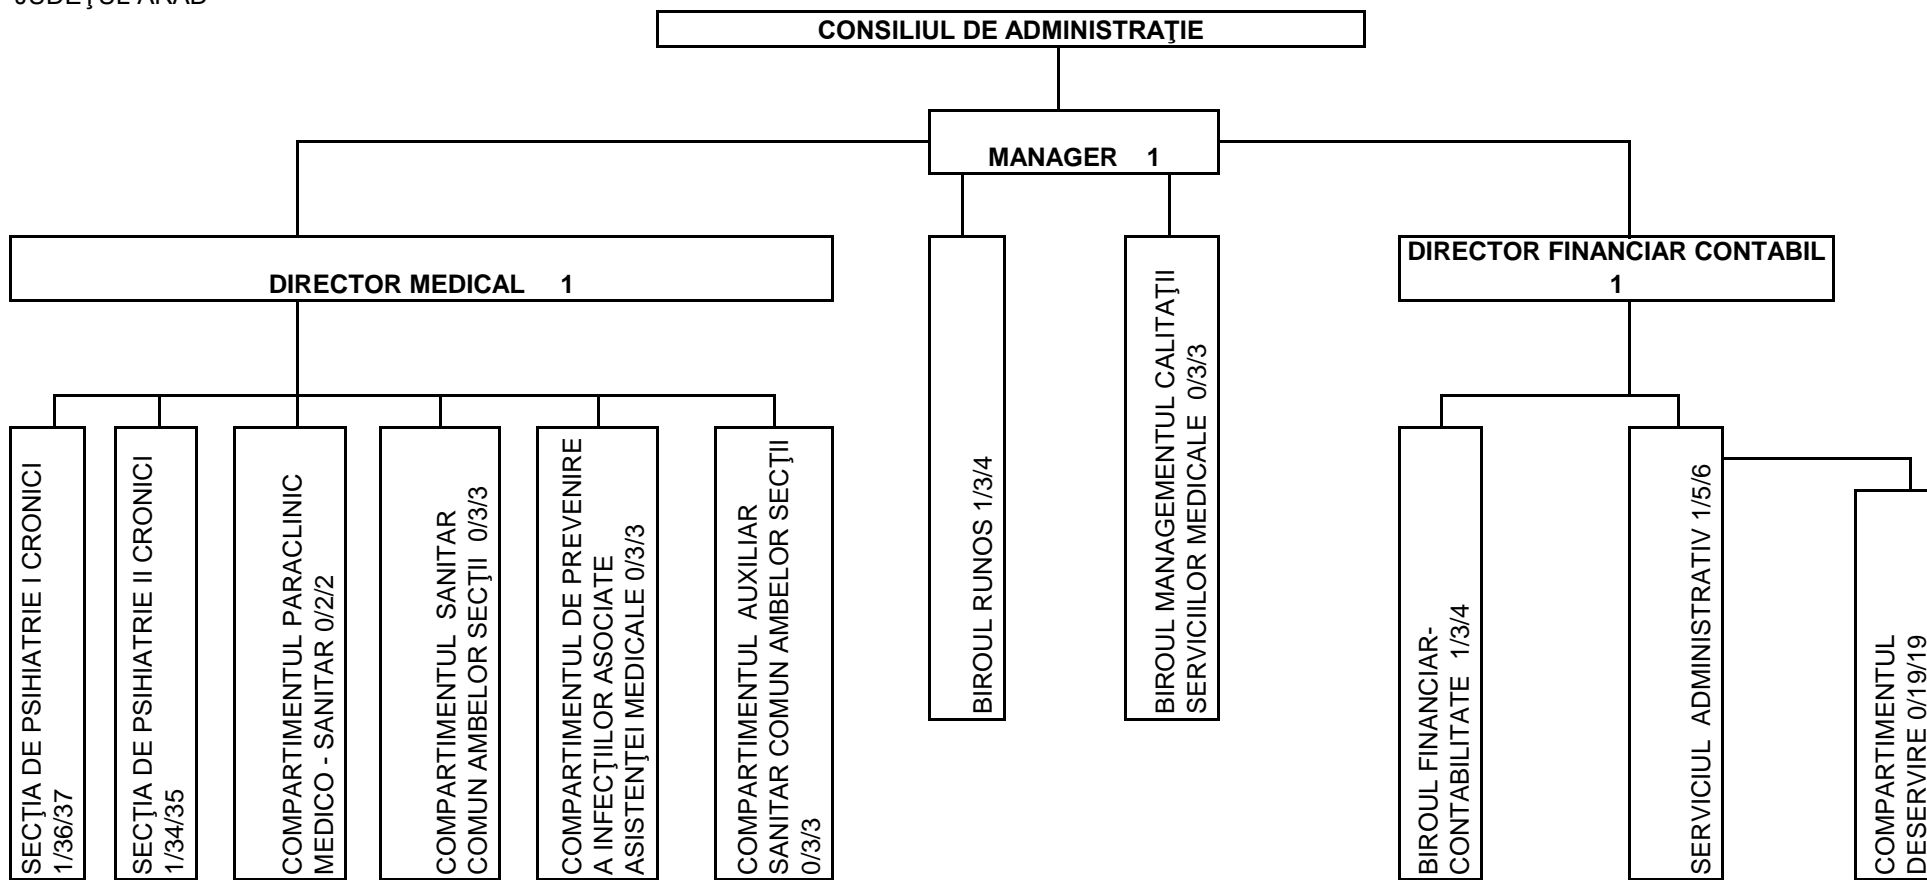 JUDEŢUL ARAD
CONSILIUL DE ADMINISTRAŢIE
MANAGER 1
DIRECTOR MEDICAL 1
DIRECTOR FINANCIAR CONTABIL
1
SECŢIA DE PSIHIATRIE I CRONICI
1/36/37
SECŢIA DE PSIHIATRIE II CRONICI
1/34/35
COMPARTIMENTUL PARACLINIC
MEDICO - SANITAR 0/2/2
COMPARTIMENTUL SANITAR
COMUN AMBELOR SECŢII 0/3/3
COMPARTIMENTUL DE PREVENIRE
A INFECŢIILOR ASOCIATE
ASISTENŢEI MEDICALE 0/3/3
COMPARTIMENTUL AUXILIAR
SANITAR COMUN AMBELOR SECŢII
0/3/3
BIROUL RUNOS 1/3/4
BIROUL MANAGEMENTUL CALITAŢII
SERVICIILOR MEDICALE 0/3/3
BIROUL FINANCIAR-
CONTABILITATE 1/3/4
SERVICIUL ADMINISTRATIV 1/5/6
COMPARTIMENTUL
DESERVIRE 0/19/19